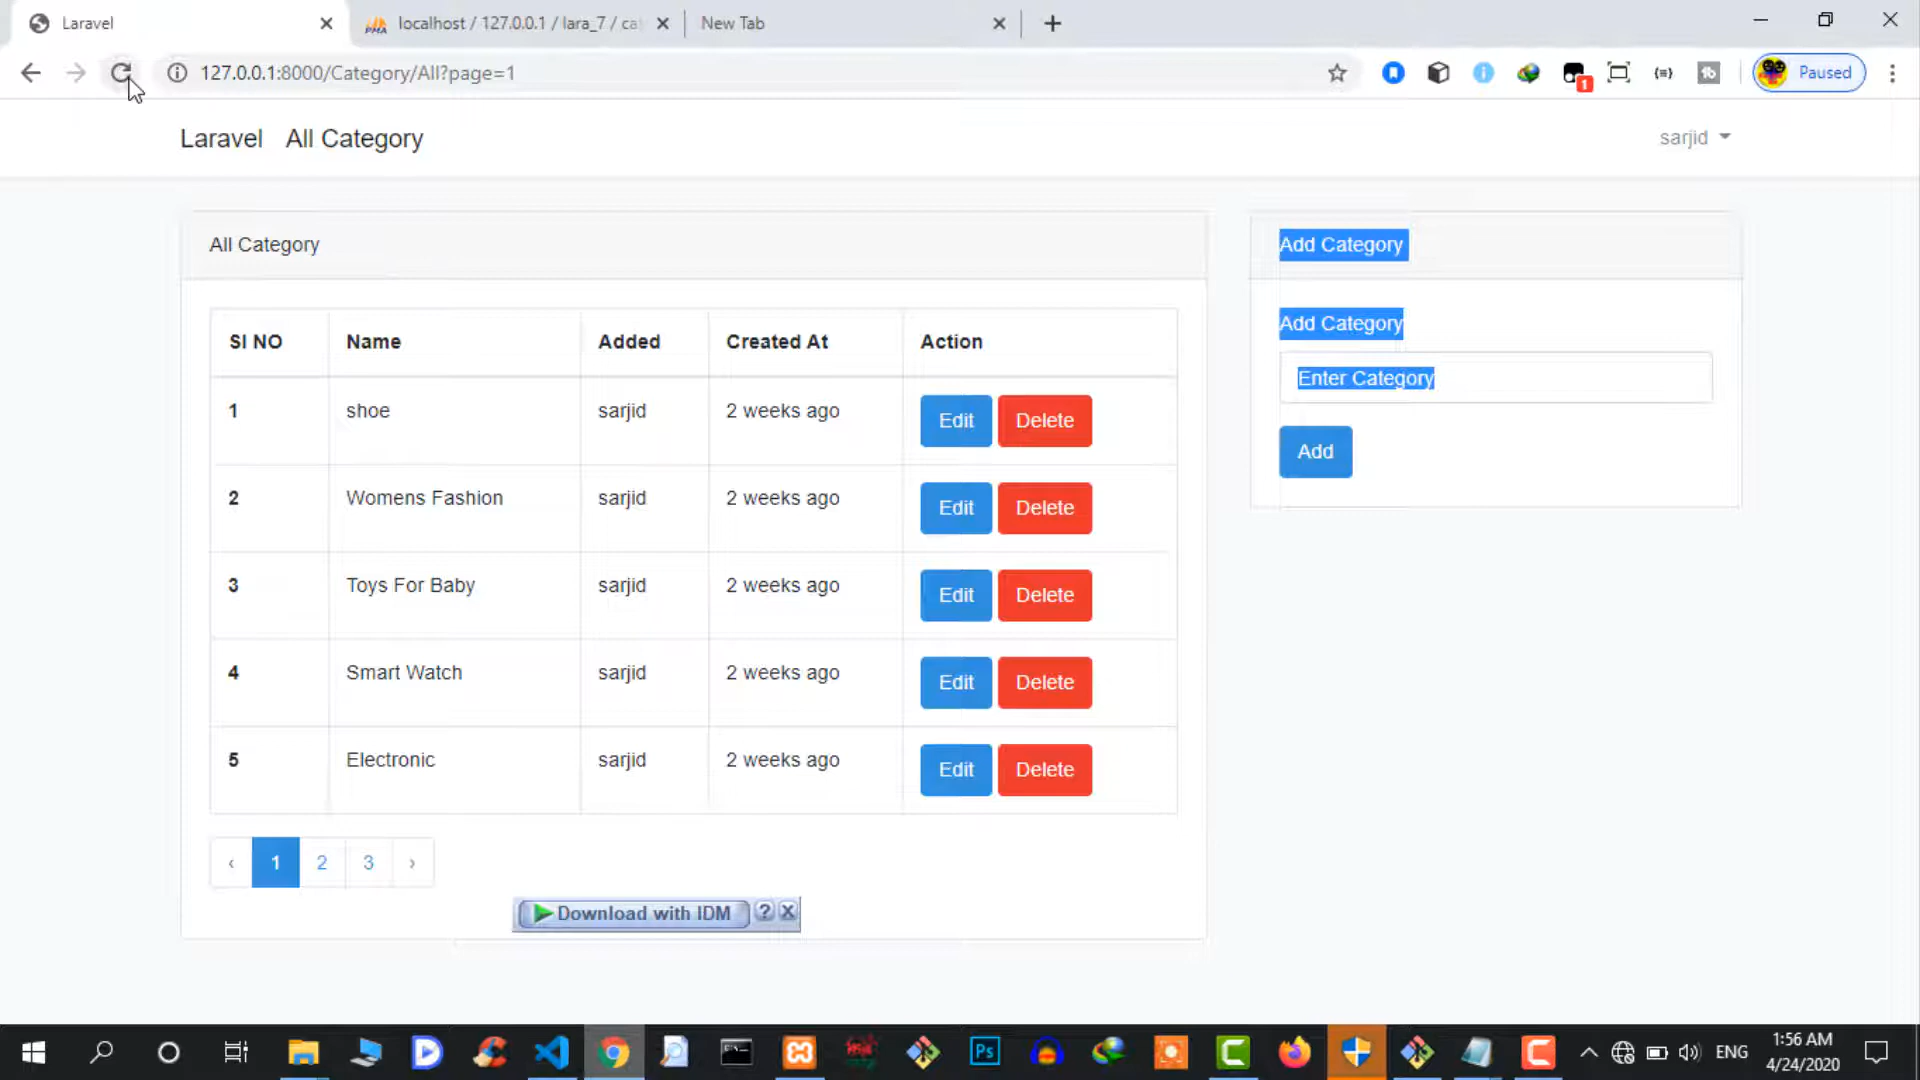 Laravel
localhost / 127.0.0.1 / lara_7 / cat
New Tab
127.0.0.1:8000/Category/All?page=1
1
Paused
Laravel All Category
sarjid
All Category
SI NO Name Added Created At Action
1 shoe sarjid 2 weeks ago Edit Delete
2 Womens Fashion sarjid 2 weeks ago Edit Delete
3 Toys For Baby sarjid 2 weeks ago Edit Delete
4 Smart Watch sarjid 2 weeks ago Edit Delete
5 Electronic sarjid 2 weeks ago Edit Delete
‹ 1 2 3 ›
Download with IDM ? X
Add Category
Add Category
Enter Category
Add
Ps
ENG
1:56 AM
4/24/2020